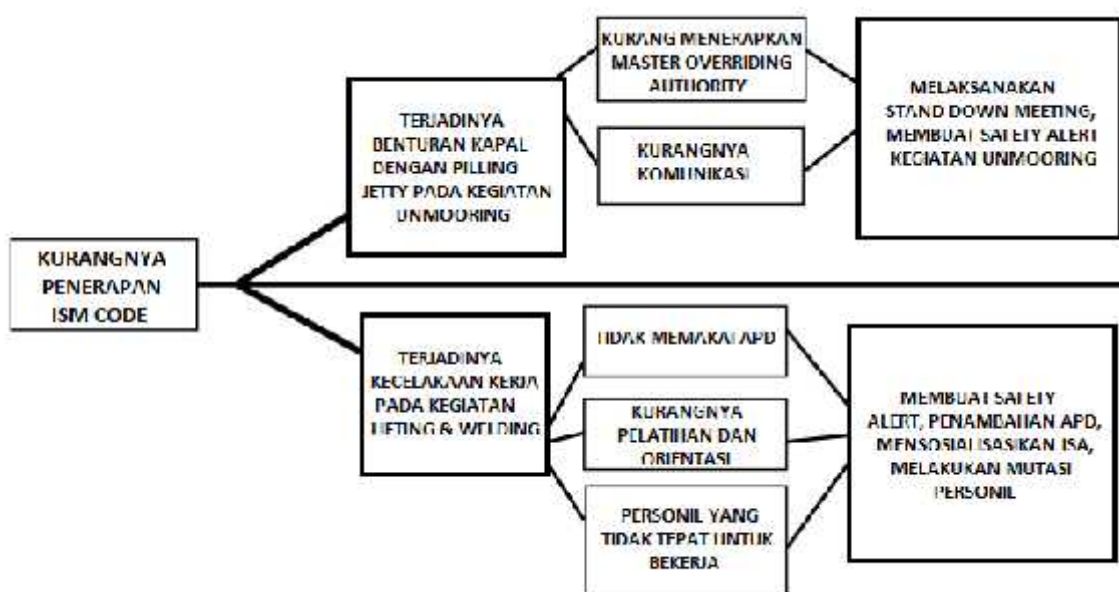 KURANGNYA
PENERAPAN
ISM CODE
TERJADINYA
BENTURAN KAPAL
DENGAN PILLING
JETTY PADA KEGIATAN
UNMOORING
KURANG MENERAPKAN
MASTER OVERRIDING
AUTHORITY
KURANGNYA
KOMUNIKASI
MELAKSANAKAN
STAND DOWN MEETING,
MEMBUAT SAFETY ALERT
KEGIATAN UNMOORING
TERJADINYA
KECELAKAAN KERJA
PADA KEGIATAN
LIFTING & WELDING
TIDAK MEMAKAI APD
KURANGNYA
PELATIHAN DAN
ORIENTASI
PERSONIL YANG
TIDAK TEPAT UNTUK
BEKERJA
MEMBUAT SAFETY
ALERT, PENAMBAHAN APD,
MENSOSIALISASIKAN JSA,
MELAKUKAN MUTASI
PERSONIL